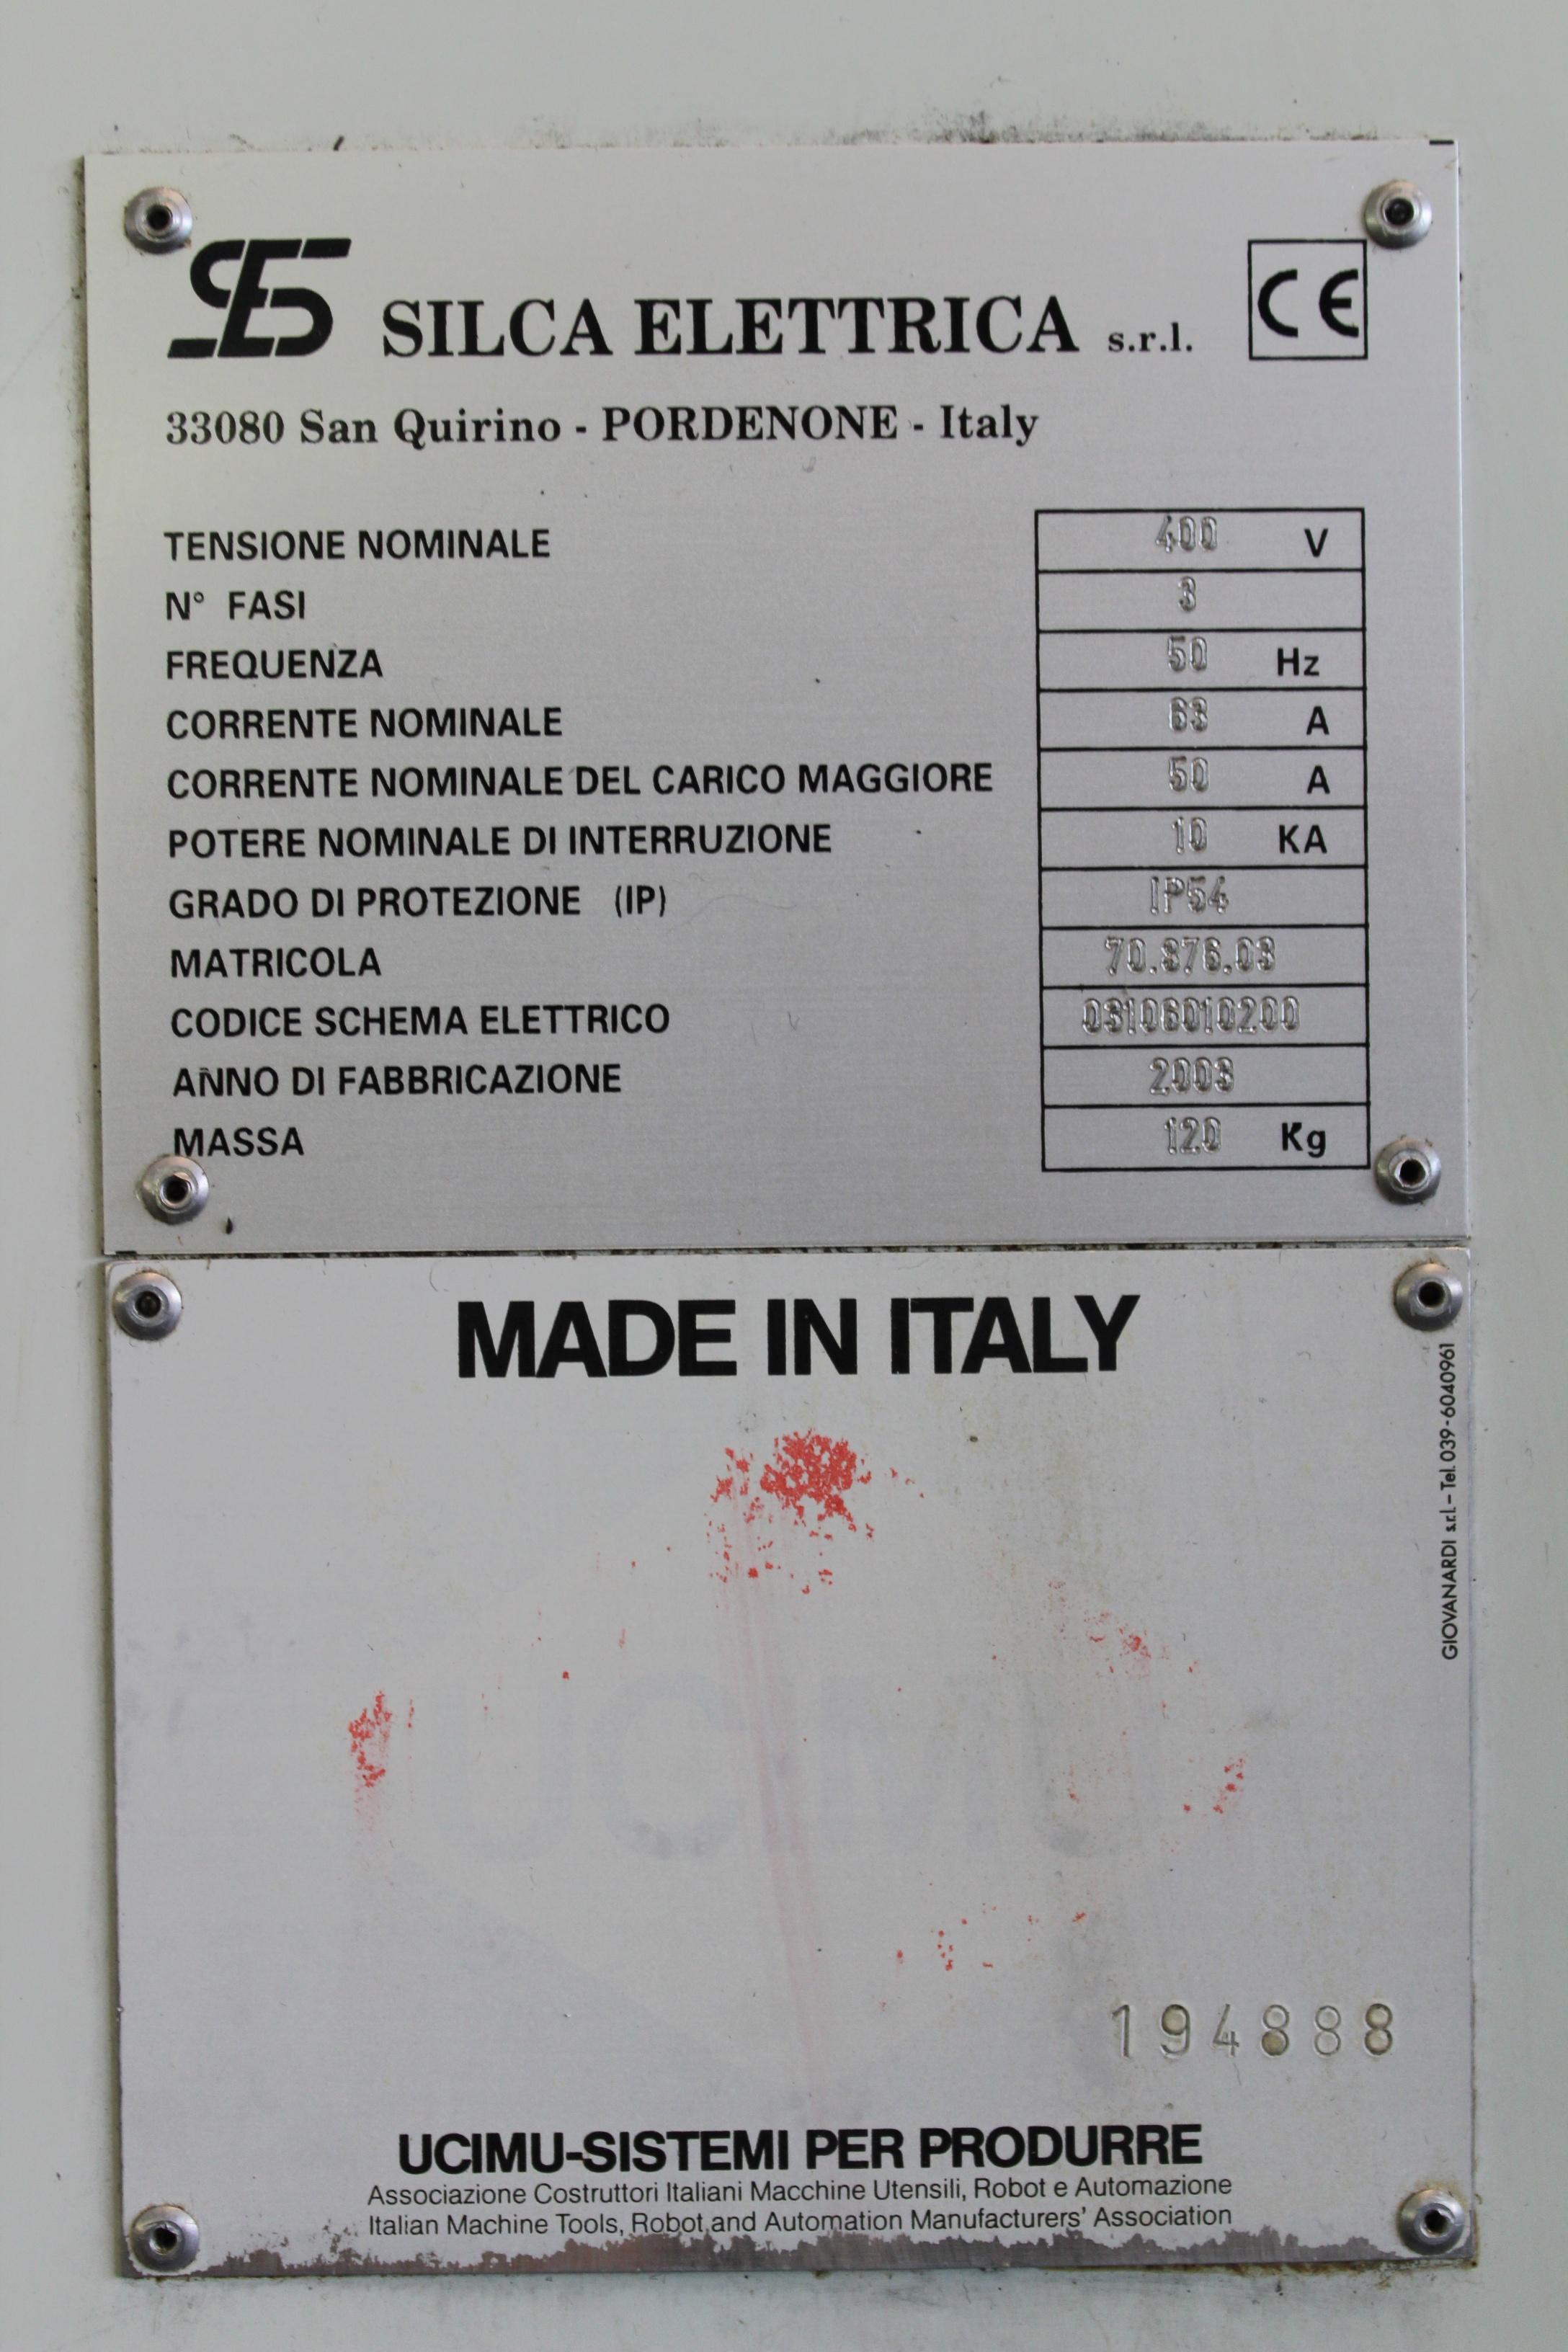 SILCA ELETTRICA s.r.l. CE
33080 San Quirino - PORDENONE - Italy
TENSIONE NOMINALE 400 V
N° FASI 3
FREQUENZA 50 Hz
CORRENTE NOMINALE 63 A
CORRENTE NOMINALE DEL CARICO MAGGIORE 50 A
POTERE NOMINALE DI INTERRUZIONE 10 KA
GRADO DI PROTEZIONE (IP) IP54
MATRICOLA 70.876.03
CODICE SCHEMA ELETTRICO 03106010200
ANNO DI FABBRICAZIONE 2003
MASSA 120 Kg
MADE IN ITALY
GIOVANARDI s.r.l. – Tel. 039-6040961
194888
UCIMU-SISTEMI PER PRODURRE
Associazione Costruttori Italiani Macchine Utensili, Robot e Automazione
Italian Machine Tools, Robot and Automation Manufacturers' Association